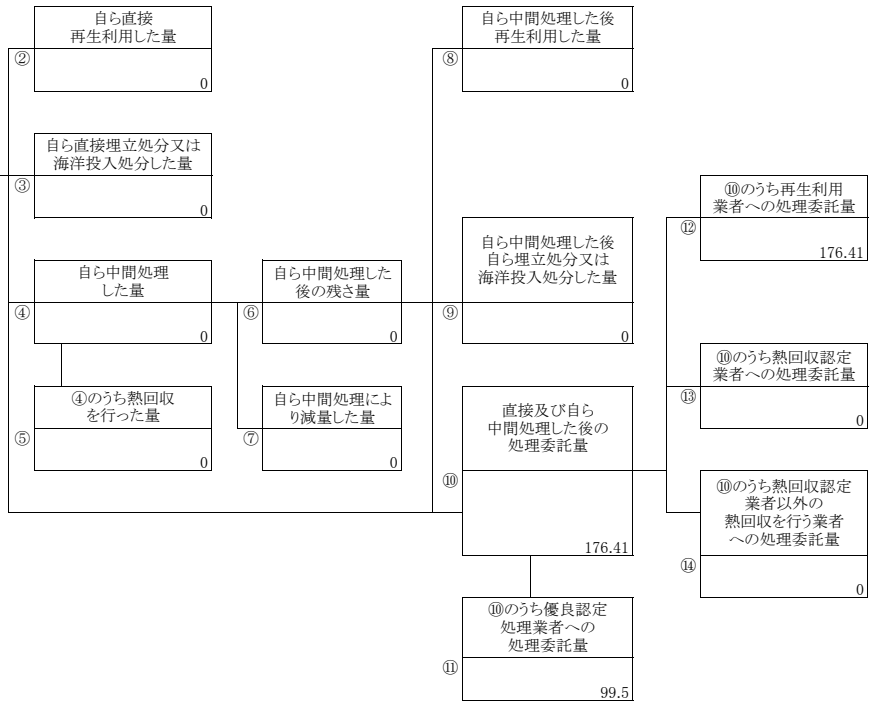 自ら直接
再生利用した量
②
0
自ら直接埋立処分又は
海洋投入処分した量
③
0
自ら中間処理
した量
④
0
④のうち熱回収
を行った量
⑤
0
自ら中間処理した
後の残さ量
⑥
0
自ら中間処理によ
り減量した量
⑦
0
自ら中間処理した後
再生利用した量
⑧
0
自ら中間処理した後
自ら埋立処分又は
海洋投入処分した量
⑨
0
直接及び自ら
中間処理した後の
処理委託量
⑩
176.41
⑩のうち優良認定
処理業者への
処理委託量
⑪
99.5
⑩のうち再生利用
業者への処理委託量
⑫
176.41
⑩のうち熱回収認定
業者への処理委託量
⑬
0
⑩のうち熱回収認定
業者以外の
熱回収を行う業者
への処理委託量
⑭
0